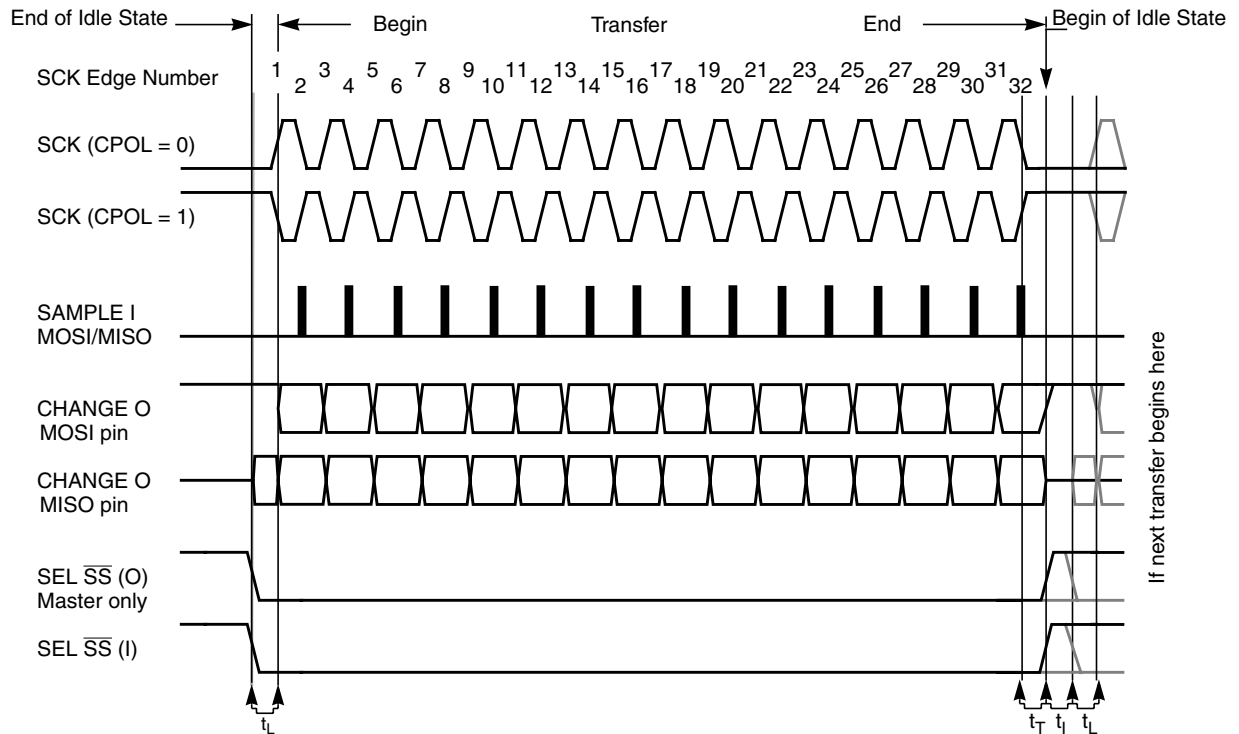 End of Idle State
Begin
Transfer
End
Begin of Idle State
SCK Edge Number
1 2 3 4 5 6 7 8 9 10 11 12 13 14 15 16 17 18 19 20 21 22 23 24 25 26 27 28 29 30 31 32
SCK (CPOL = 0)
SCK (CPOL = 1)
SAMPLE I
MOSI/MISO
CHANGE O
MOSI pin
CHANGE O
MISO pin
SEL SS (O)
Master only
SEL SS (I)
tL
tT tI tL
If next transfer begins here